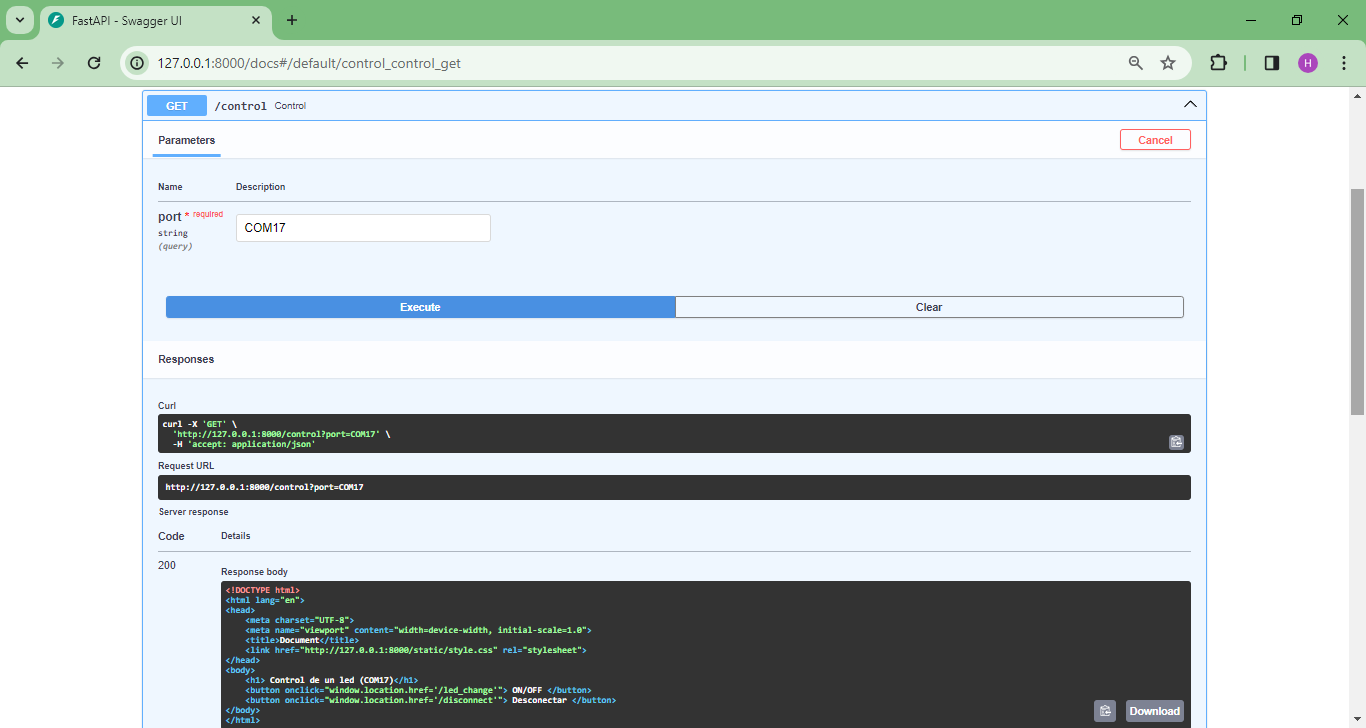 FastAPI - Swagger UI
127.0.0.1:8000/docs#/default/control_control_get
H
GET /control Control
Parameters
Cancel
Name Description
port * required
string
(query)
COM17
Execute
Clear
Responses
Curl
curl -X 'GET' \
'http://127.0.0.1:8000/control?port=COM17' \
-H 'accept: application/json'
Request URL
http://127.0.0.1:8000/control?port=COM17
Server response
Code Details
200
Response body
<!DOCTYPE html>
<html lang="en">
<head>
<meta charset="UTF-8">
<meta name="viewport" content="width=device-width, initial-scale=1.0">
<title>Document</title>
<link href="http://127.0.0.1:8000/static/style.css" rel="stylesheet">
</head>
<body>
<h1> Control de un led (COM17)</h1>
<button onclick="window.location.href='/led_change'"> ON/OFF </button>
<button onclick="window.location.href='/disconnect'"> Desconectar </button>
</body>
</html>
Download